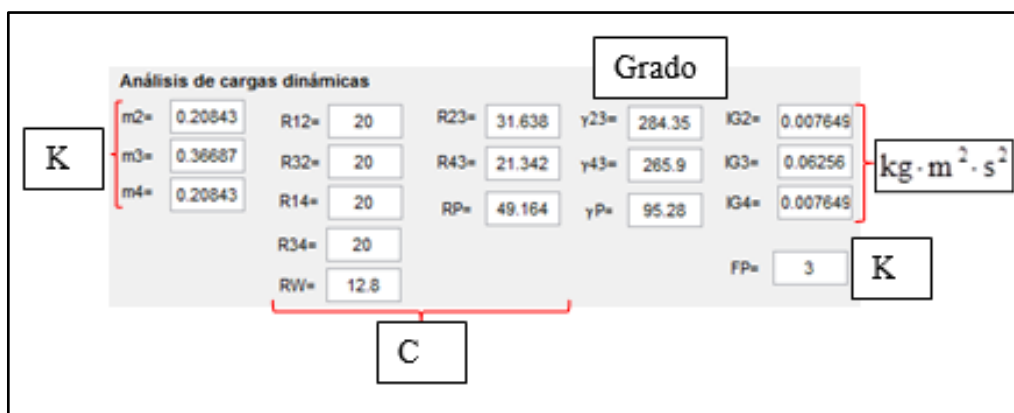 Grado
Análisis de cargas dinámicas
m2= 0.20843 R12= 20 R23= 31.638 γ23= 284.35 IG2= 0.007649
m3= 0.36687 R32= 20 R43= 21.342 γ43= 265.9 IG3= 0.06256
m4= 0.20843 R14= 20 RP= 49.164 γP= 95.28 IG4= 0.007649
R34= 20 FP= 3
RW= 12.8
K
kg·m²·s²
K
C